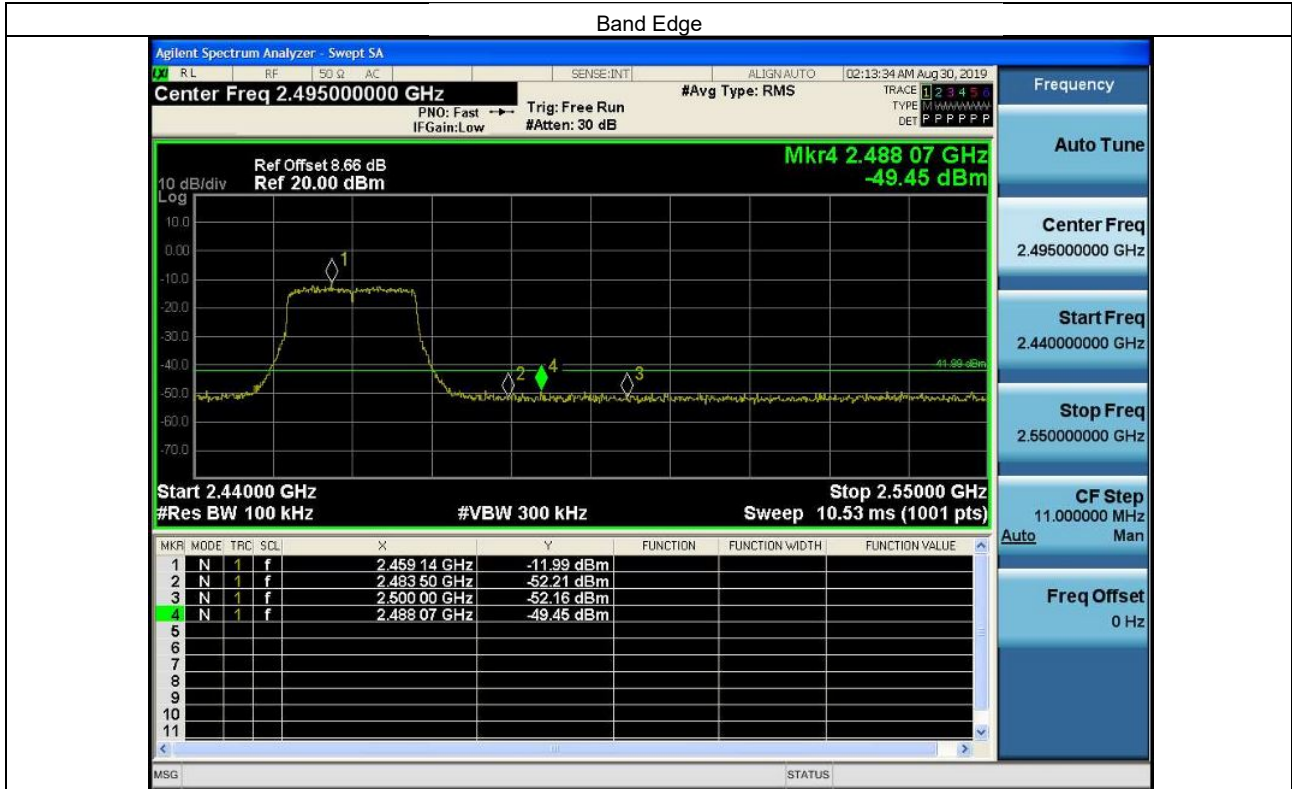 Band Edge
Agilent Spectrum Analyzer - Swept SA
LXI RL RF 50 Ω AC SENSE:INT ALIGN AUTO 02:13:34 AM Aug 30, 2019
Center Freq 2.495000000 GHz
PNO: Fast
IFGain:Low
Trig: Free Run
#Atten: 30 dB
#Avg Type: RMS
TRACE 1 2 3 4 5 6
TYPE MWWWWW
DET P P P P P P
Mkr4 2.488 07 GHz
-49.45 dBm
Ref Offset 8.66 dB
10 dB/div Ref 20.00 dBm
Log
10.0
0.00
-10.0
-20.0
-30.0
-40.0
-50.0
-60.0
-70.0
1
2
4
3
-41.99 dBm
Start 2.44000 GHz Stop 2.55000 GHz
#Res BW 100 kHz #VBW 300 kHz Sweep 10.53 ms (1001 pts)
MKR MODE TRC SCL X Y FUNCTION FUNCTION WIDTH FUNCTION VALUE
1 N 1 f 2.459 14 GHz -11.99 dBm
2 N 1 f 2.483 50 GHz -52.21 dBm
3 N 1 f 2.500 00 GHz -52.16 dBm
4 N 1 f 2.488 07 GHz -49.45 dBm
5
6
7
8
9
10
11
MSG STATUS
Frequency
Auto Tune
Center Freq
2.495000000 GHz
Start Freq
2.440000000 GHz
Stop Freq
2.550000000 GHz
CF Step
11.000000 MHz
Auto Man
Freq Offset
0 Hz